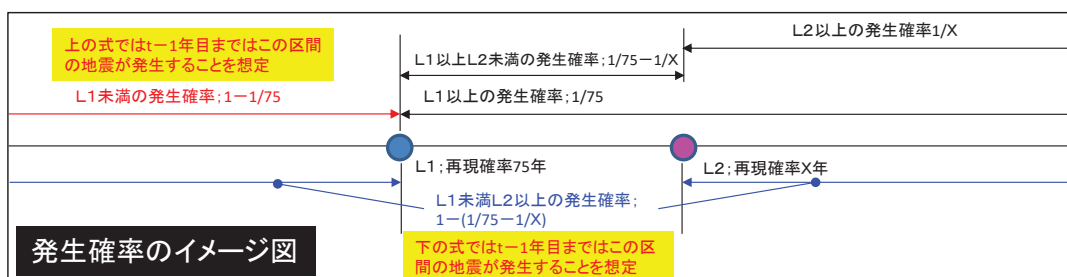 上の式ではt－1年目まではこの区間
の地震が発生することを想定
L2以上の発生確率1/X
L1以上L2未満の発生確率；1/75－1/X
L1未満の発生確率；1－1/75
L1以上の発生確率；1/75
L1；再現確率75年
L2；再現確率X年
L1未満L2以上の発生確率；
1－(1/75－1/X)
発生確率のイメージ図
下の式ではt－1年目まではこの区
間の地震が発生することを想定